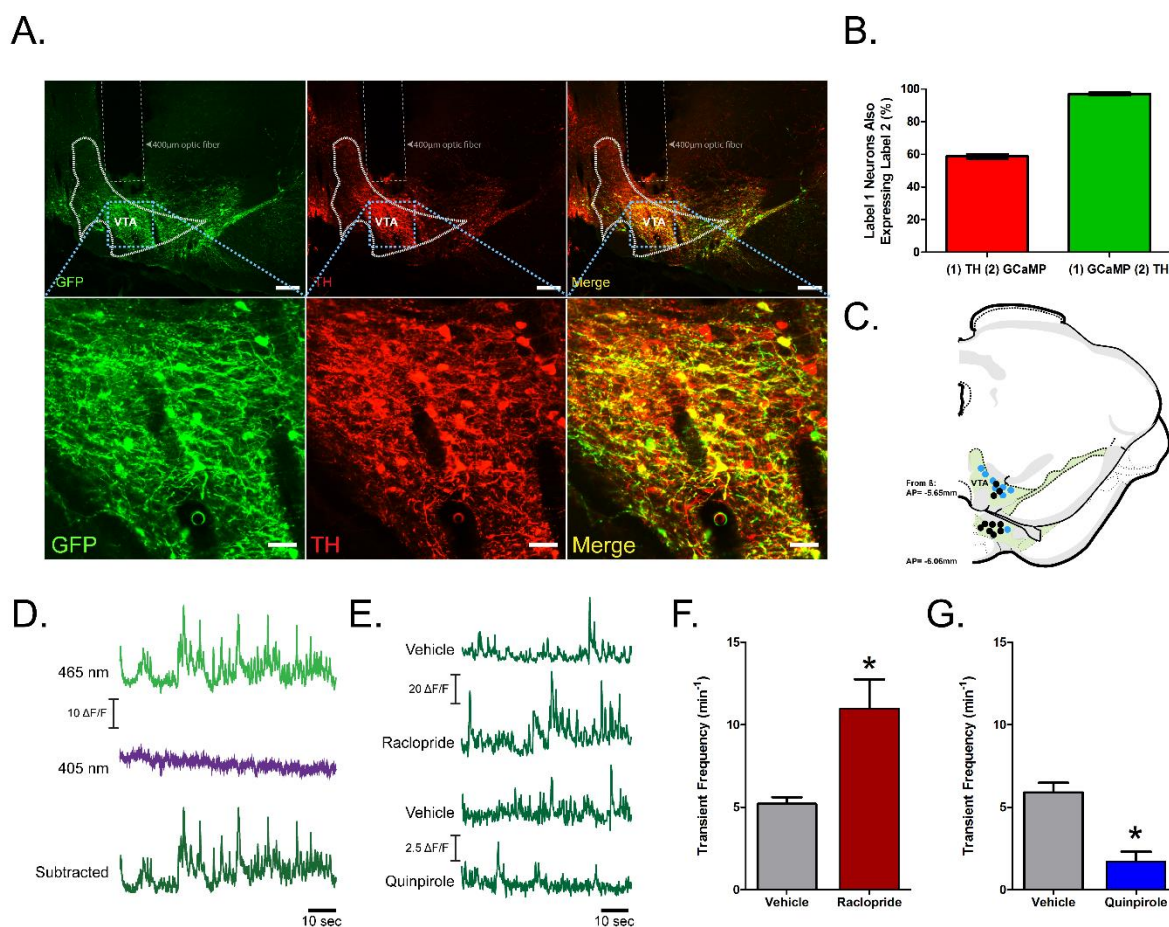 A.
400µm optic fiber
400µm optic fiber
400µm optic fiber
VTA
VTA
VTA
GFP
TH
Merge
GFP
TH
Merge
B.
Label 1 Neurons Also
Expressing Label 2 (%)
100
80
60
40
20
0
(1) TH (2) GCaMP
(1) GCaMP (2) TH
C.
VTA
From ß:
AP= -5.65mm
AP= -6.06mm
D.
465 nm
10 ΔF/F
405 nm
Subtracted
10 sec
E.
Vehicle
20 ΔF/F
Raclopride
Vehicle
2.5 ΔF/F
Quinpirole
10 sec
F.
Transient Frequency (min⁻¹)
15
10
5
0
*
Vehicle
Raclopride
G.
Transient Frequency (min⁻¹)
15
10
5
0
*
Vehicle
Quinpirole